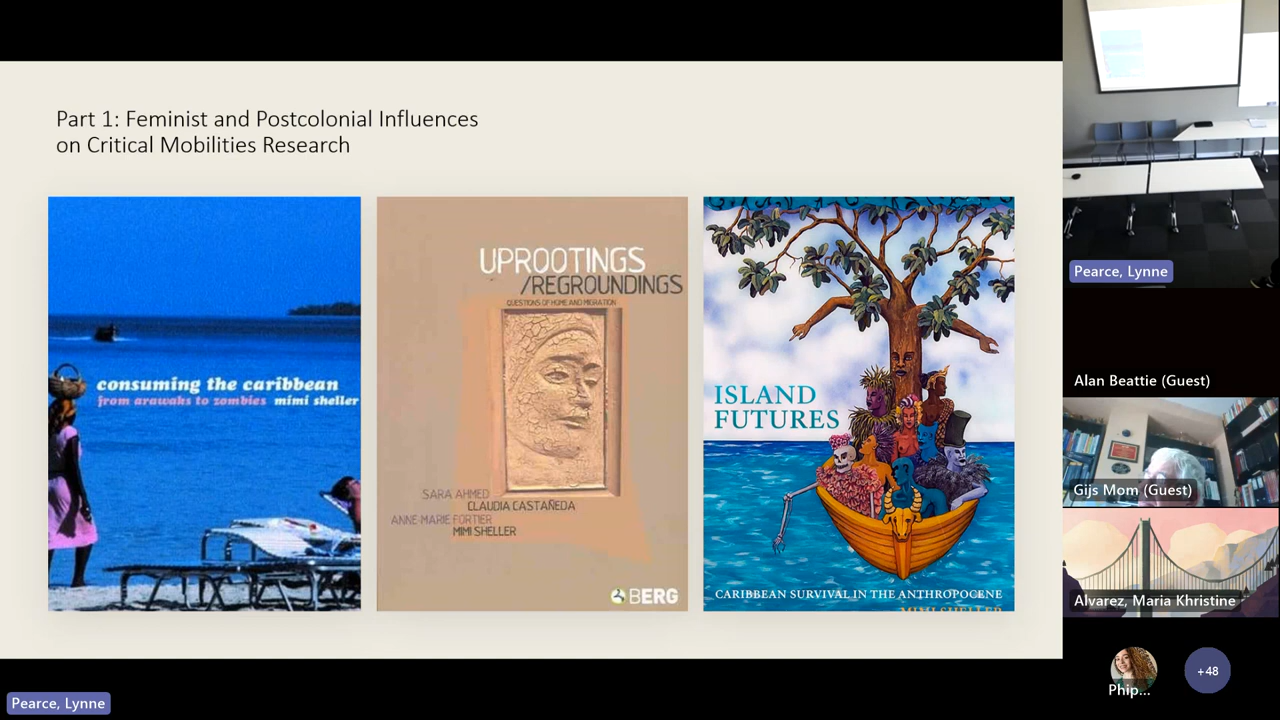 Part 1: Feminist and Postcolonial Influences
on Critical Mobilities Research
consuming the caribbean
from arawaks to zombies mimi sheller
UPROOTINGS
/REGROUNDINGS
QUESTIONS OF HOME AND MIGRATION
SARA AHMED
CLAUDIA CASTAÑEDA
ANNE-MARIE FORTIER
MIMI SHELLER
BERG
ISLAND
FUTURES
CARIBBEAN SURVIVAL IN THE ANTHROPOCENE
MIMI SHELLER
Pearce, Lynne
Alan Beattie (Guest)
Gijs Mom (Guest)
Alvarez, Maria Khristine
Phip...
+48
Pearce, Lynne